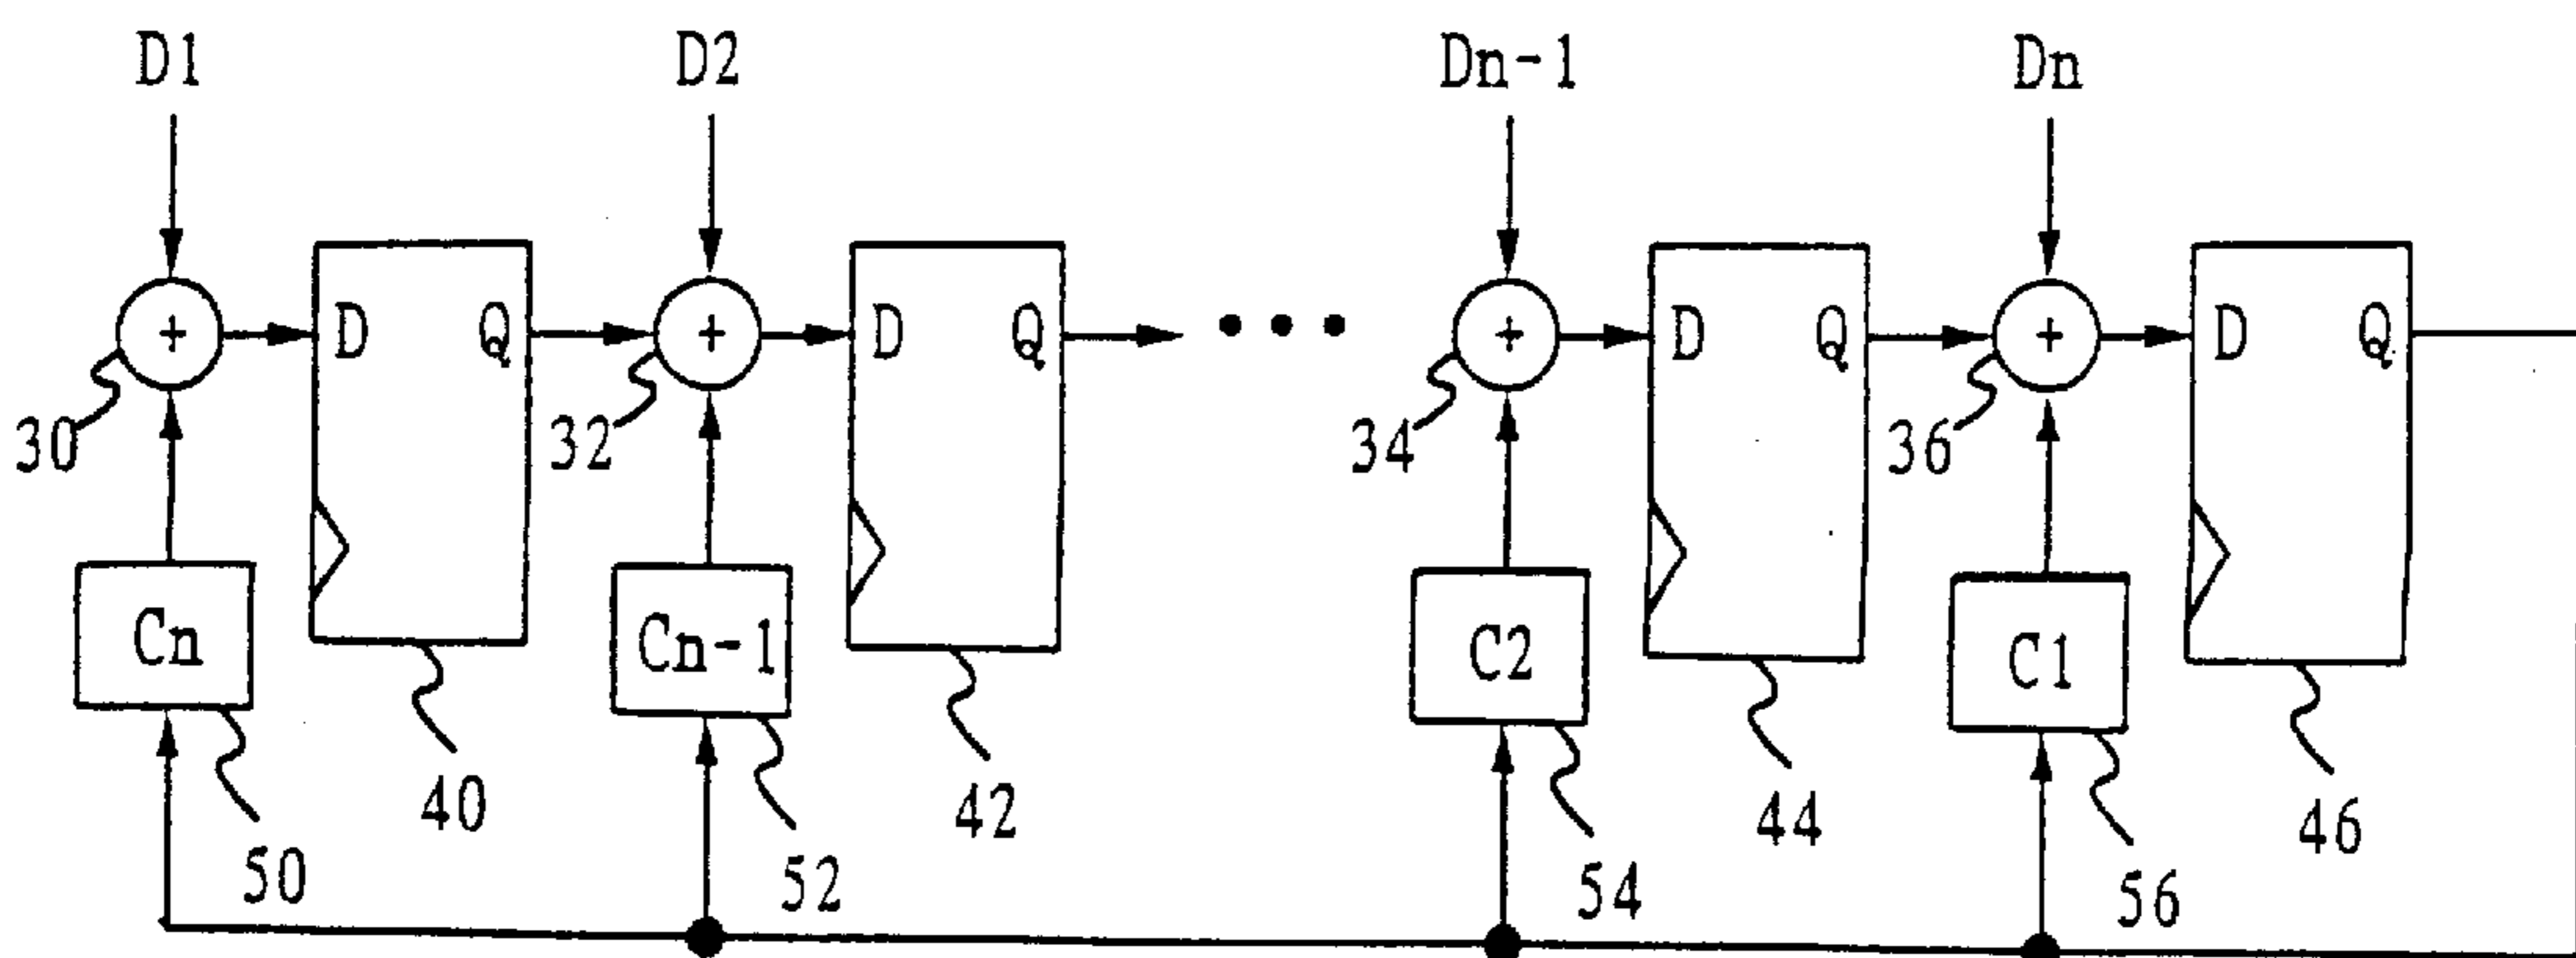 D1 D2 Dn-1 Dn
+ D Q + D Q + D Q + D Q
30 32 34 36
Cn Cn-1 C2 C1
40 42 44 46
50 52 54 56